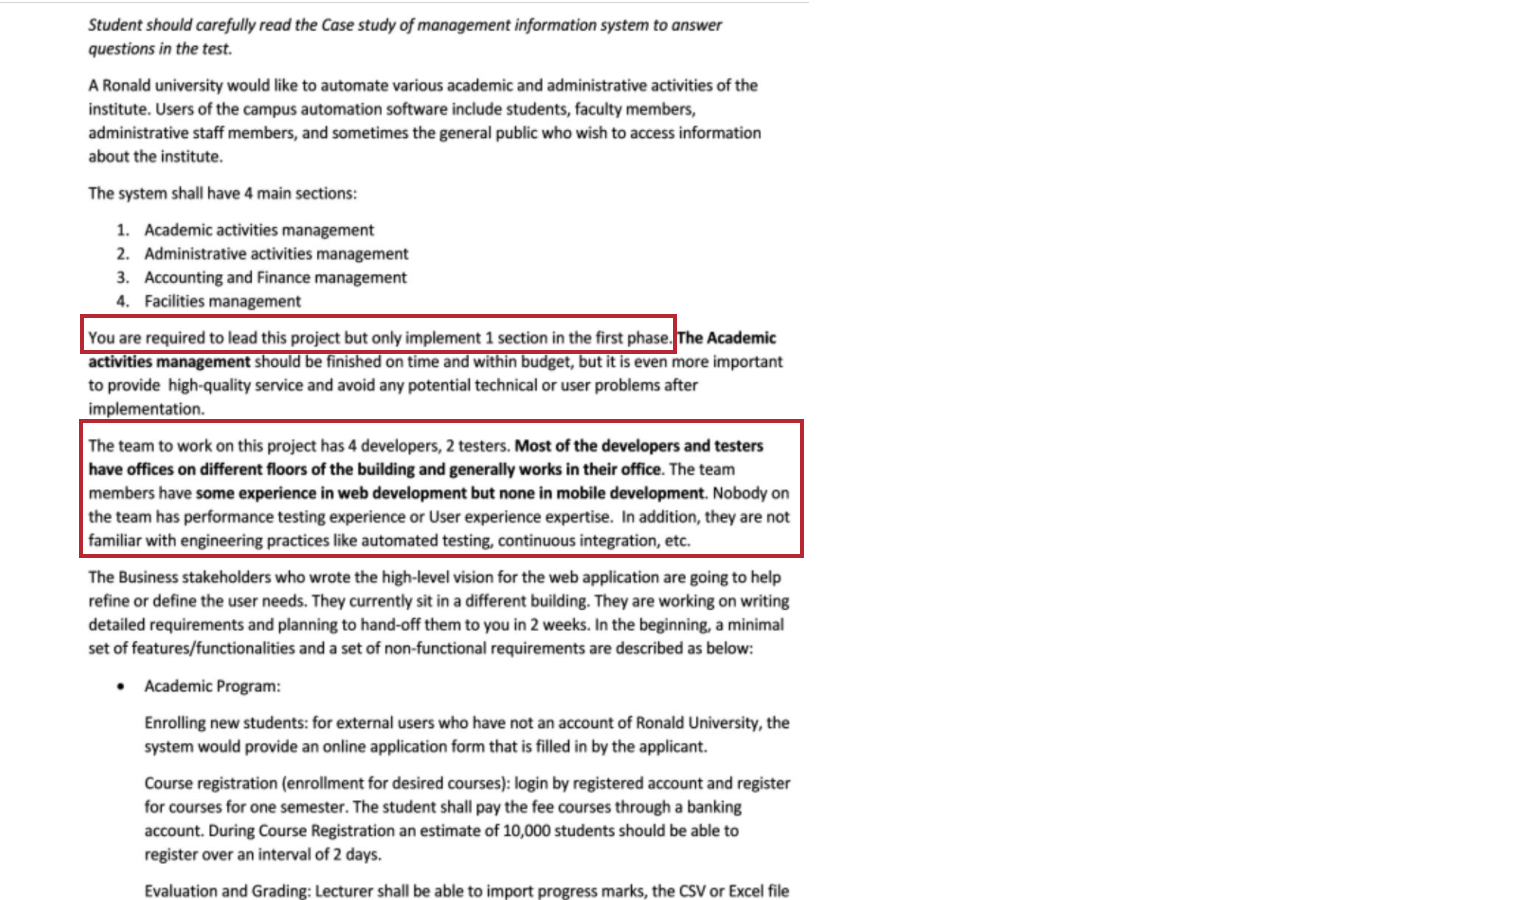 Student should carefully read the Case study of management information system to answer
questions in the test.
A Ronald university would like to automate various academic and administrative activities of the
institute. Users of the campus automation software include students, faculty members,
administrative staff members, and sometimes the general public who wish to access information
about the institute.
The system shall have 4 main sections:
1. Academic activities management
2. Administrative activities management
3. Accounting and Finance management
4. Facilities management
You are required to lead this project but only implement 1 section in the first phase. The Academic
activities management should be finished on time and within budget, but it is even more important
to provide high-quality service and avoid any potential technical or user problems after
implementation.
The team to work on this project has 4 developers, 2 testers. Most of the developers and testers
have offices on different floors of the building and generally works in their office. The team
members have some experience in web development but none in mobile development. Nobody on
the team has performance testing experience or User experience expertise. In addition, they are not
familiar with engineering practices like automated testing, continuous integration, etc.
The Business stakeholders who wrote the high-level vision for the web application are going to help
refine or define the user needs. They currently sit in a different building. They are working on writing
detailed requirements and planning to hand-off them to you in 2 weeks. In the beginning, a minimal
set of features/functionalities and a set of non-functional requirements are described as below:
• Academic Program:
Enrolling new students: for external users who have not an account of Ronald University, the
system would provide an online application form that is filled in by the applicant.
Course registration (enrollment for desired courses): login by registered account and register
for courses for one semester. The student shall pay the fee courses through a banking
account. During Course Registration an estimate of 10,000 students should be able to
register over an interval of 2 days.
Evaluation and Grading: Lecturer shall be able to import progress marks, the CSV or Excel file